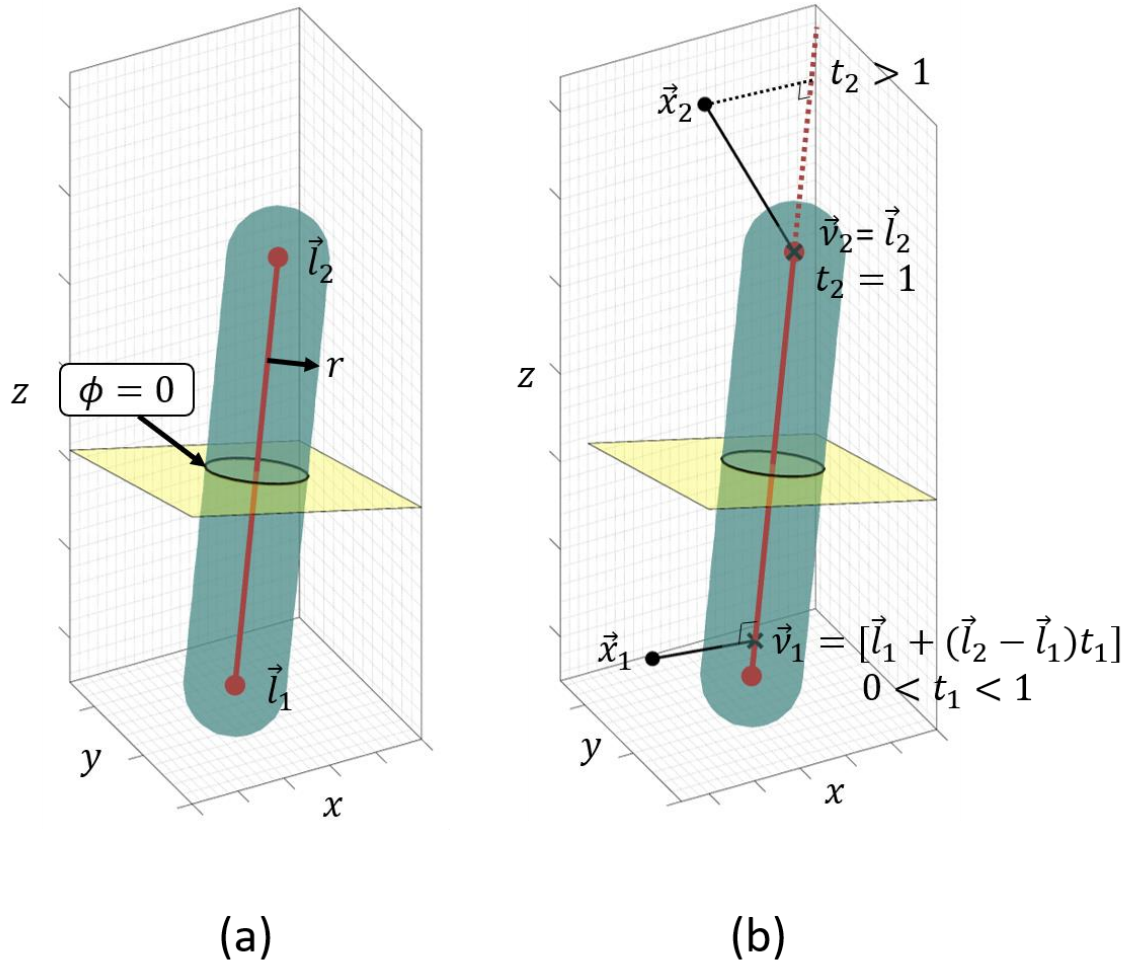 z
ϕ = 0
l⃗₂
r
l⃗₁
y
x
(a)
t₂ > 1
x⃗₂
ν⃗₂= l⃗₂
t₂ = 1
z
x⃗₁
ν⃗₁ = [l⃗₁ + (l⃗₂ − l⃗₁)t₁]
0 < t₁ < 1
y
x
(b)